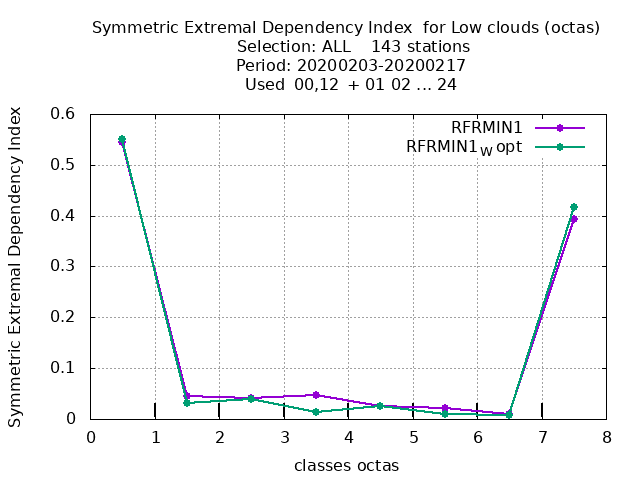 Symmetric Extremal Dependency Index  for Low clouds (octas)
Selection: ALL    143 stations
Period: 20200203-20200217
Used  00,12  + 01 02 ... 24
Symmetric Extremal Dependency Index
0.6
0.5
0.4
0.3
0.2
0.1
0
RFRMIN1
RFRMIN1W opt
0 1 2 3 4 5 6 7 8
classes octas